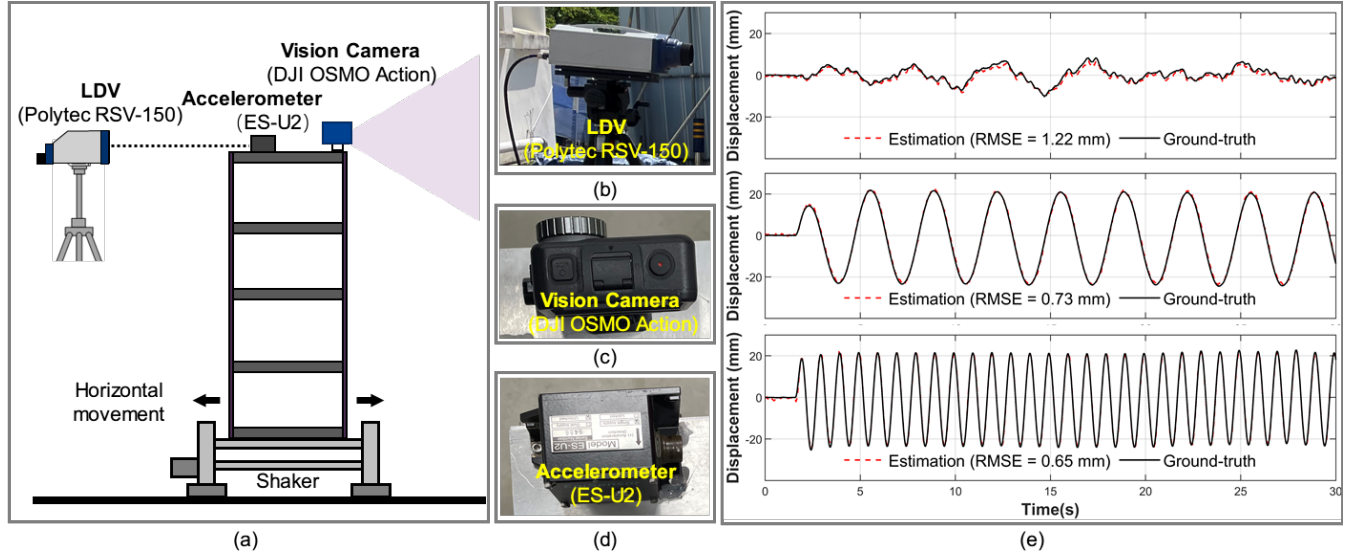 (a)
Vision Camera
(DJI OSMO Action)
LDV
(Polytec RSV-150)
Accelerometer
(ES-U2)
Horizontal
movement
Shaker
LDV
(Polytec RSV-150)
(b)
Vision Camera
(DJI OSMO Action)
(c)
Model ES-U2
Accelerometer
(ES-U2)
(d)
Displacement (mm)
20
0
-20
Estimation (RMSE = 1.22 mm)
Ground-truth
Displacement (mm)
20
0
-20
Estimation (RMSE = 0.73 mm)
Ground-truth
Displacement (mm)
20
0
-20
Estimation (RMSE = 0.65 mm)
Ground-truth
0 5 10 15 20 25 30
Time(s)
(e)